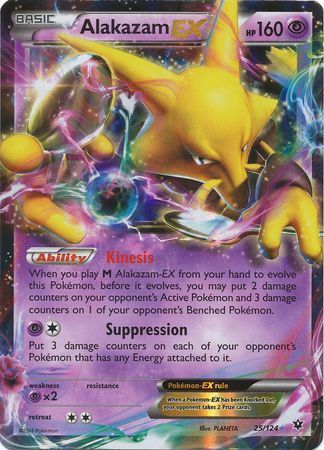 BASIC
Alakazam EX
HP160
Ability Kinesis
When you play M Alakazam-EX from your hand to evolve
this Pokémon, before it evolves, you may put 2 damage
counters on your opponent's Active Pokémon and 3 damage
counters on 1 of your opponent's Benched Pokémon.
Suppression
Put 3 damage counters on each of your opponent's
Pokémon that has any Energy attached to it.
weakness
resistance
×2
retreat
Pokémon-EX rule
When a Pokémon-EX has been Knocked Out,
your opponent takes 2 Prize cards.
©2016 Pokémon
Illus. PLANETA
25/124